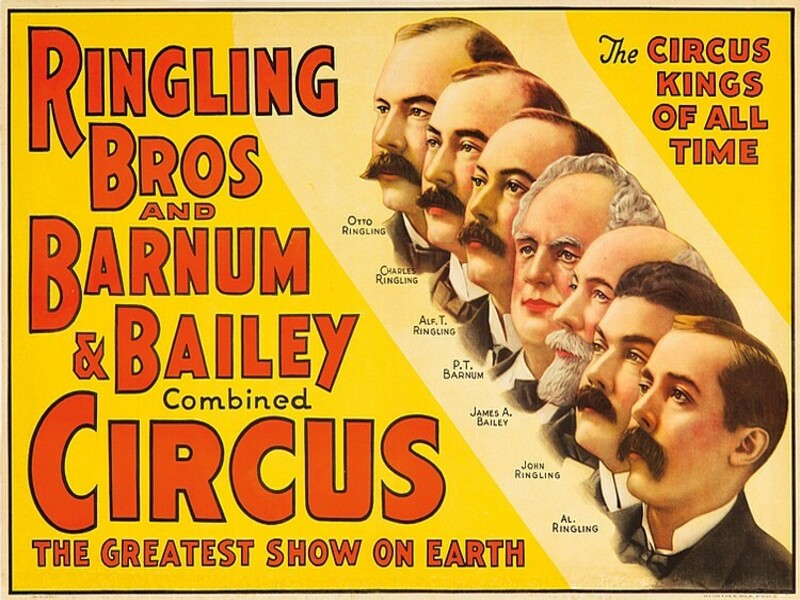 RINGLING
BROS
AND
BARNUM
& BAILEY
Combined
CIRCUS
THE GREATEST SHOW ON EARTH
The CIRCUS
KINGS
OF ALL
TIME
OTTO
RINGLING
CHARLES
RINGLING
ALF. T.
RINGLING
P.T.
BARNUM
JAMES A.
BAILEY
JOHN
RINGLING
AL.
RINGLING